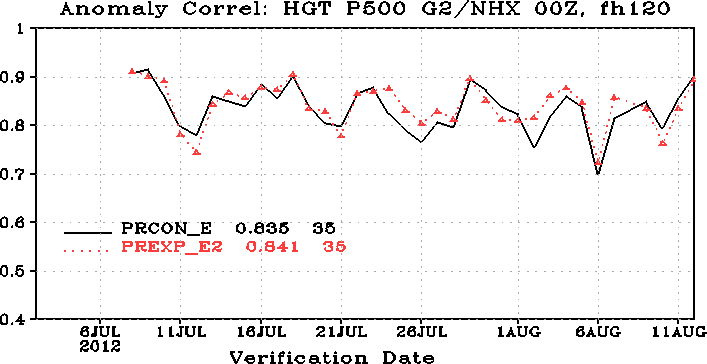 Anomaly Correl: HGT P500 G2/NHX 00Z, fh120
1
0.9
0.8
0.7
0.6
0.5
0.4
PRCON_E 0.835 35
PREXP_E2 0.841 35
6JUL 11JUL 16JUL 21JUL 26JUL 1AUG 6AUG 11AUG
2012
Verification Date